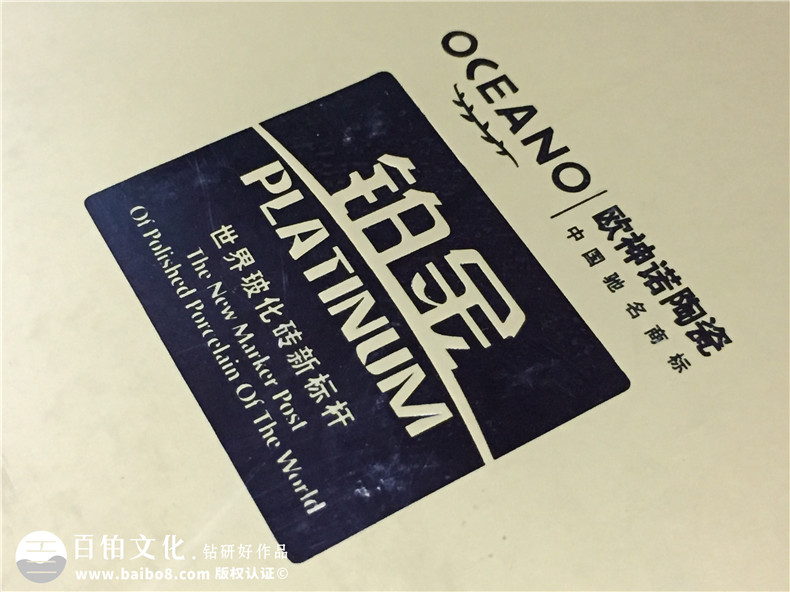 OCEANO
欧神诺陶瓷
中国驰名商标
铂金
PLATINUM
世界玻化砖新标杆
The New Marker Post
Of Polished Porcelain Of The World
百铂文化.钻研好作品
www.baibo8.com 版权认证©